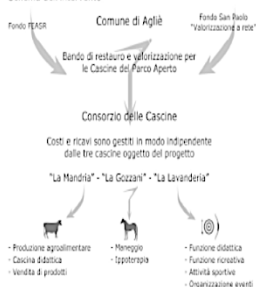 Comune di Agliè
Fondo FEASR
Fondo San Paolo
"Valorizzazione a rete"
Bando di restauro e valorizzazione per
le Cascine del Parco Aperto
Consorzio delle Cascine
Costi e ricavi sono gestiti in modo indipendente
dalle tre cascine oggetto del progetto
"La Mandria" - "La Gozzani" - "La Lavanderia"
- Produzione agroalimentare
- Cascina didattica
- Vendita di prodotti
- Maneggio
- Ippoterapia
- Funzione didattica
- Funzione ricreativa
- Attività sportive
- Organizzazione eventi